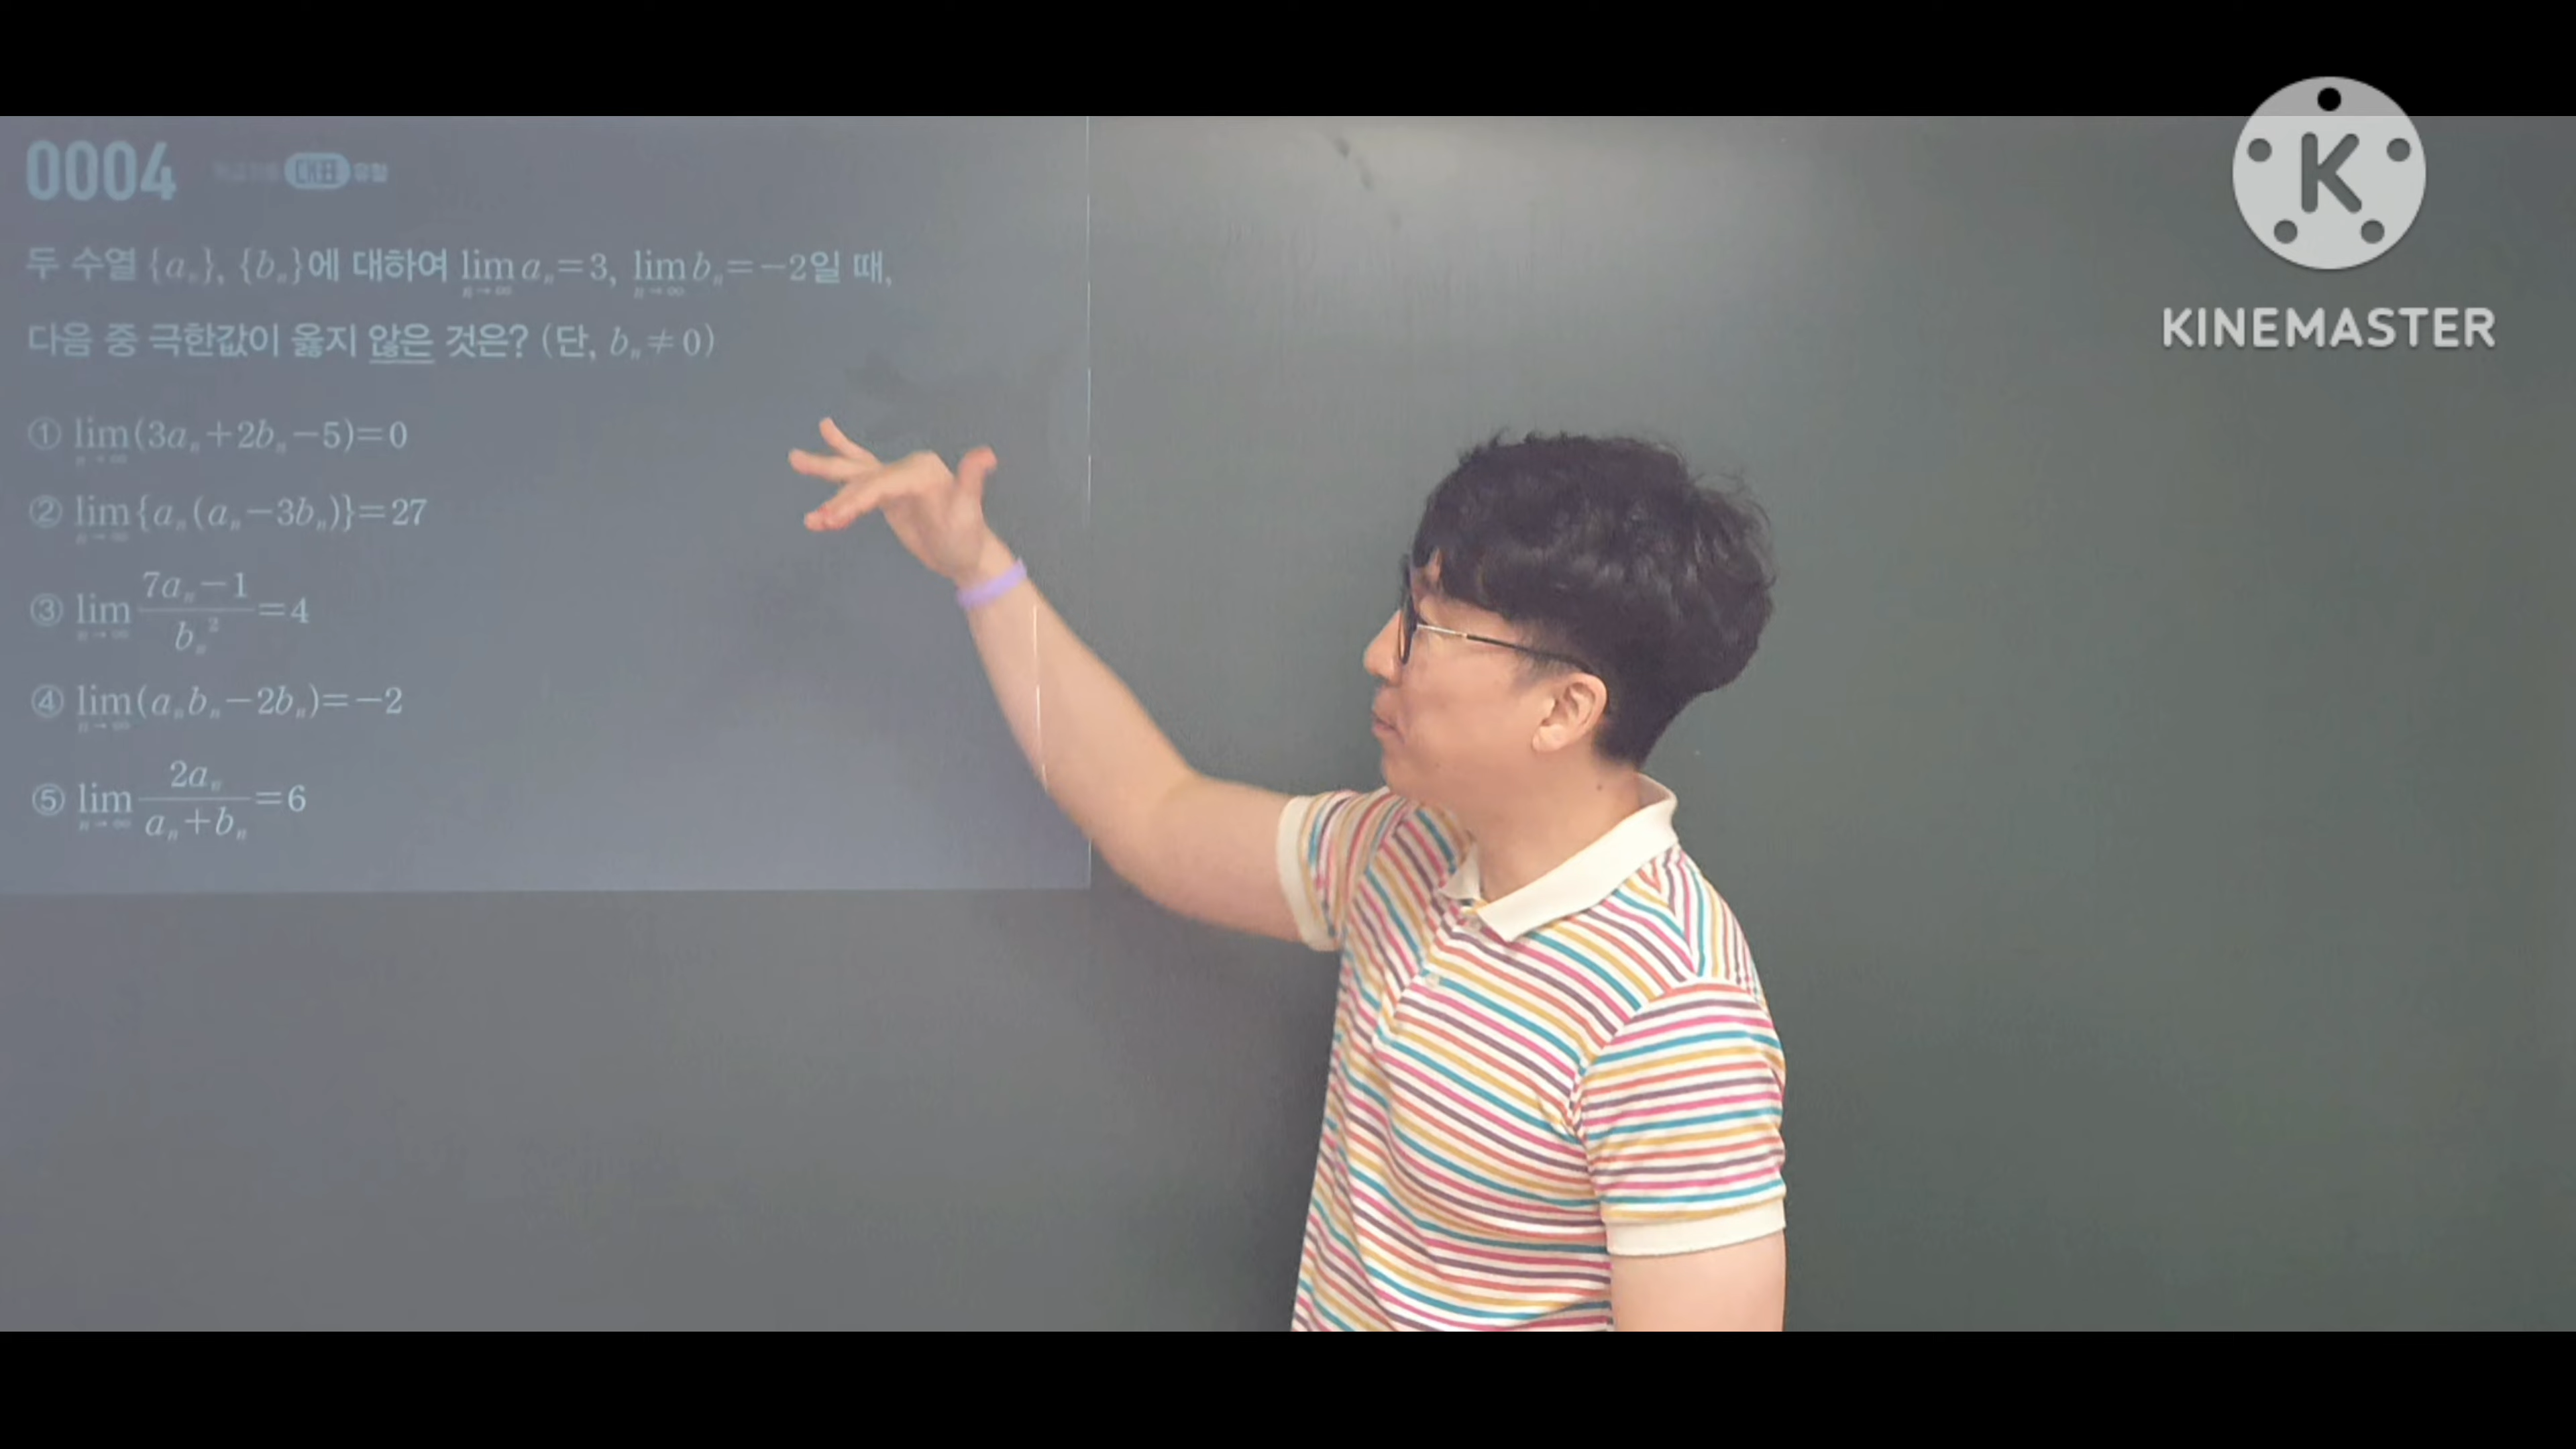 0004
유형
두 수열 {aₙ}, {bₙ}에 대하여 lim aₙ=3, lim bₙ=-2일 때,
n→∞ n→∞
다음 중 극한값이 옳지 않은 것은? (단, bₙ≠0)
① lim(3aₙ+2bₙ-5)=0
n→∞
② lim{aₙ(aₙ-3bₙ)}=27
n→∞
③ lim (7aₙ-1)/(bₙ²)=4
n→∞
④ lim(aₙbₙ-2bₙ)=-2
n→∞
⑤ lim (2aₙ)/(aₙ+bₙ)=6
n→∞
K
KINEMASTER